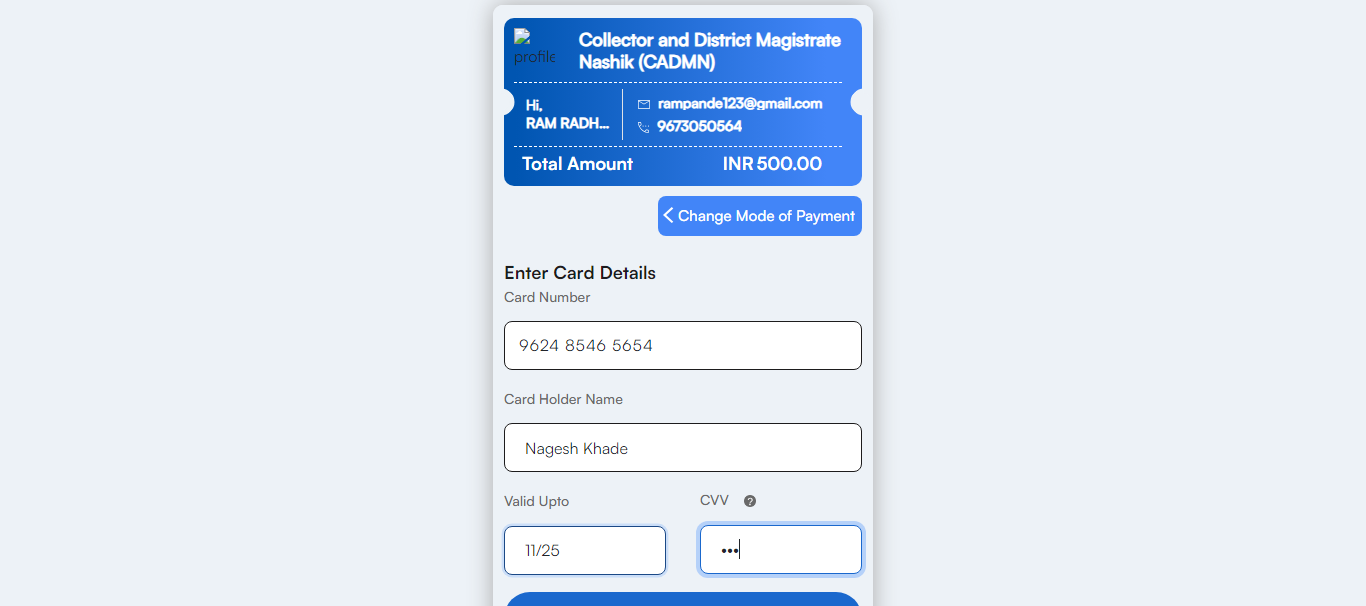 profile
Collector and District Magistrate
Nashik (CADMN)
Hi,
RAM RADH...
rampande123@gmail.com
9673050564
Total Amount INR 500.00
Change Mode of Payment
Enter Card Details
Card Number
9624 8546 5654
Card Holder Name
Nagesh Khade
Valid Upto CVV ?
11/25 •••